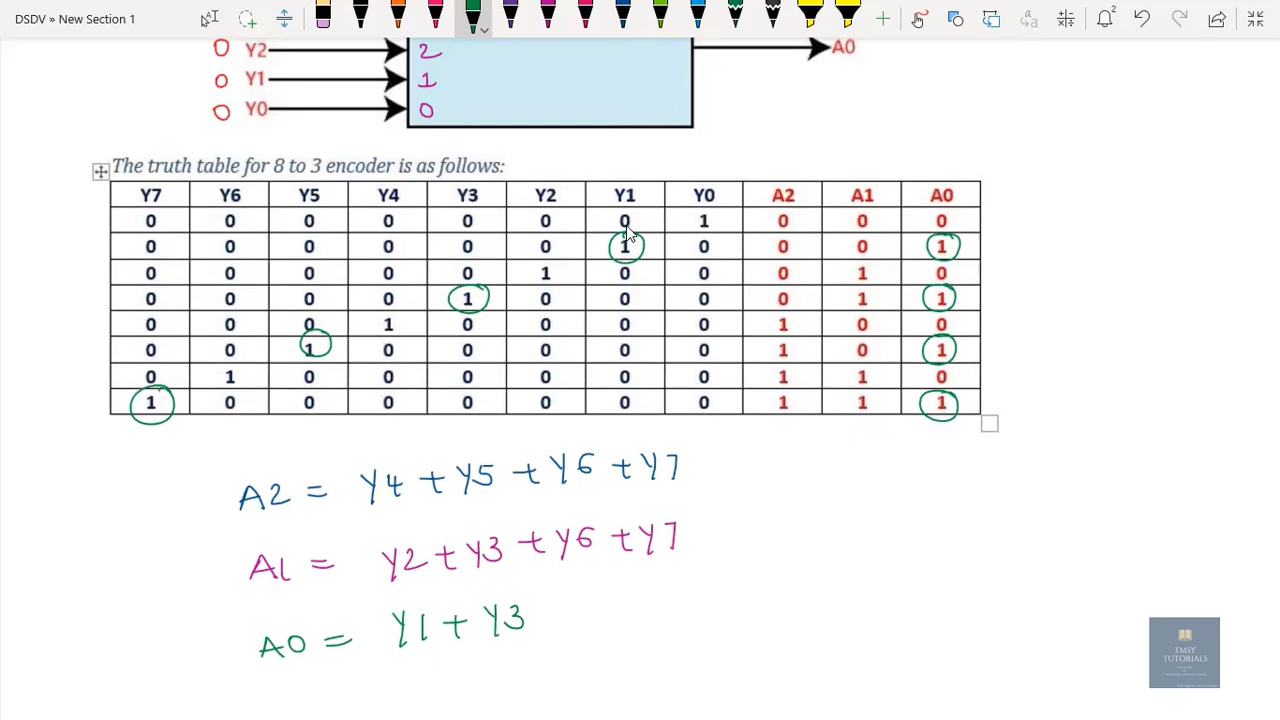 DSDV » New Section 1
0 Y2 2 A0
0 Y1 1
0 Y0 0
The truth table for 8 to 3 encoder is as follows:
Y7 Y6 Y5 Y4 Y3 Y2 Y1 Y0 A2 A1 A0
0 0 0 0 0 0 0 1 0 0 0
0 0 0 0 0 0 1 0 0 0 1
0 0 0 0 0 1 0 0 0 1 0
0 0 0 0 1 0 0 0 0 1 1
0 0 0 1 0 0 0 0 1 0 0
0 0 1 0 0 0 0 0 1 0 1
0 1 0 0 0 0 0 0 1 1 0
1 0 0 0 0 0 0 0 1 1 1
A2 = Y4 + Y5 + Y6 + Y7
A1 = Y2 + Y3 + Y6 + Y7
A0 = Y1 + Y3
TMSY
TUTORIALS